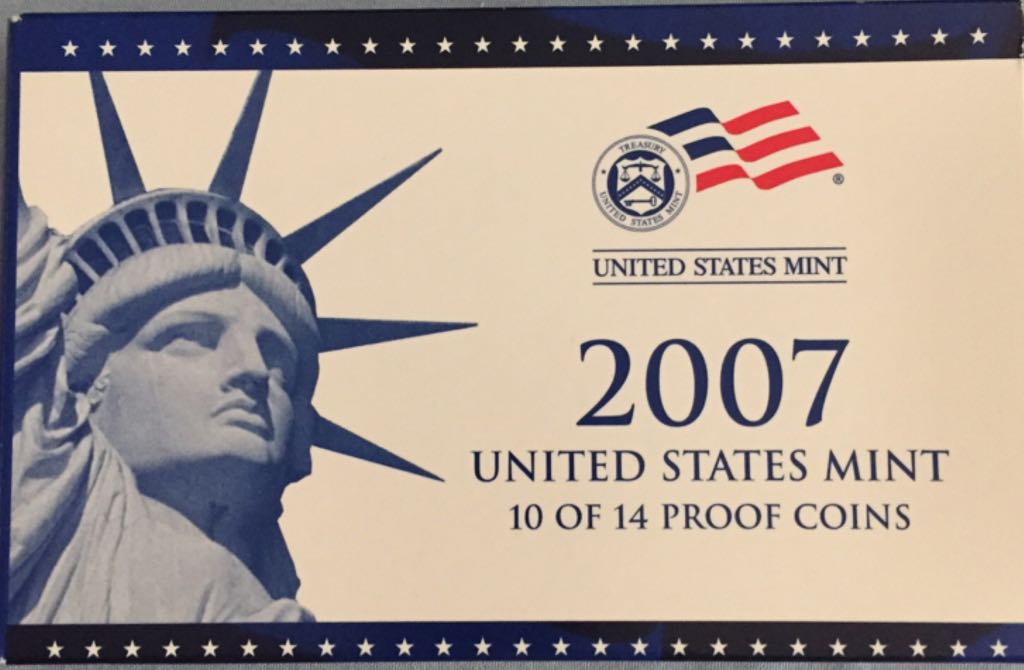 TREASURY
UNITED STATES MINT
®
UNITED STATES MINT
2007
UNITED STATES MINT
10 OF 14 PROOF COINS